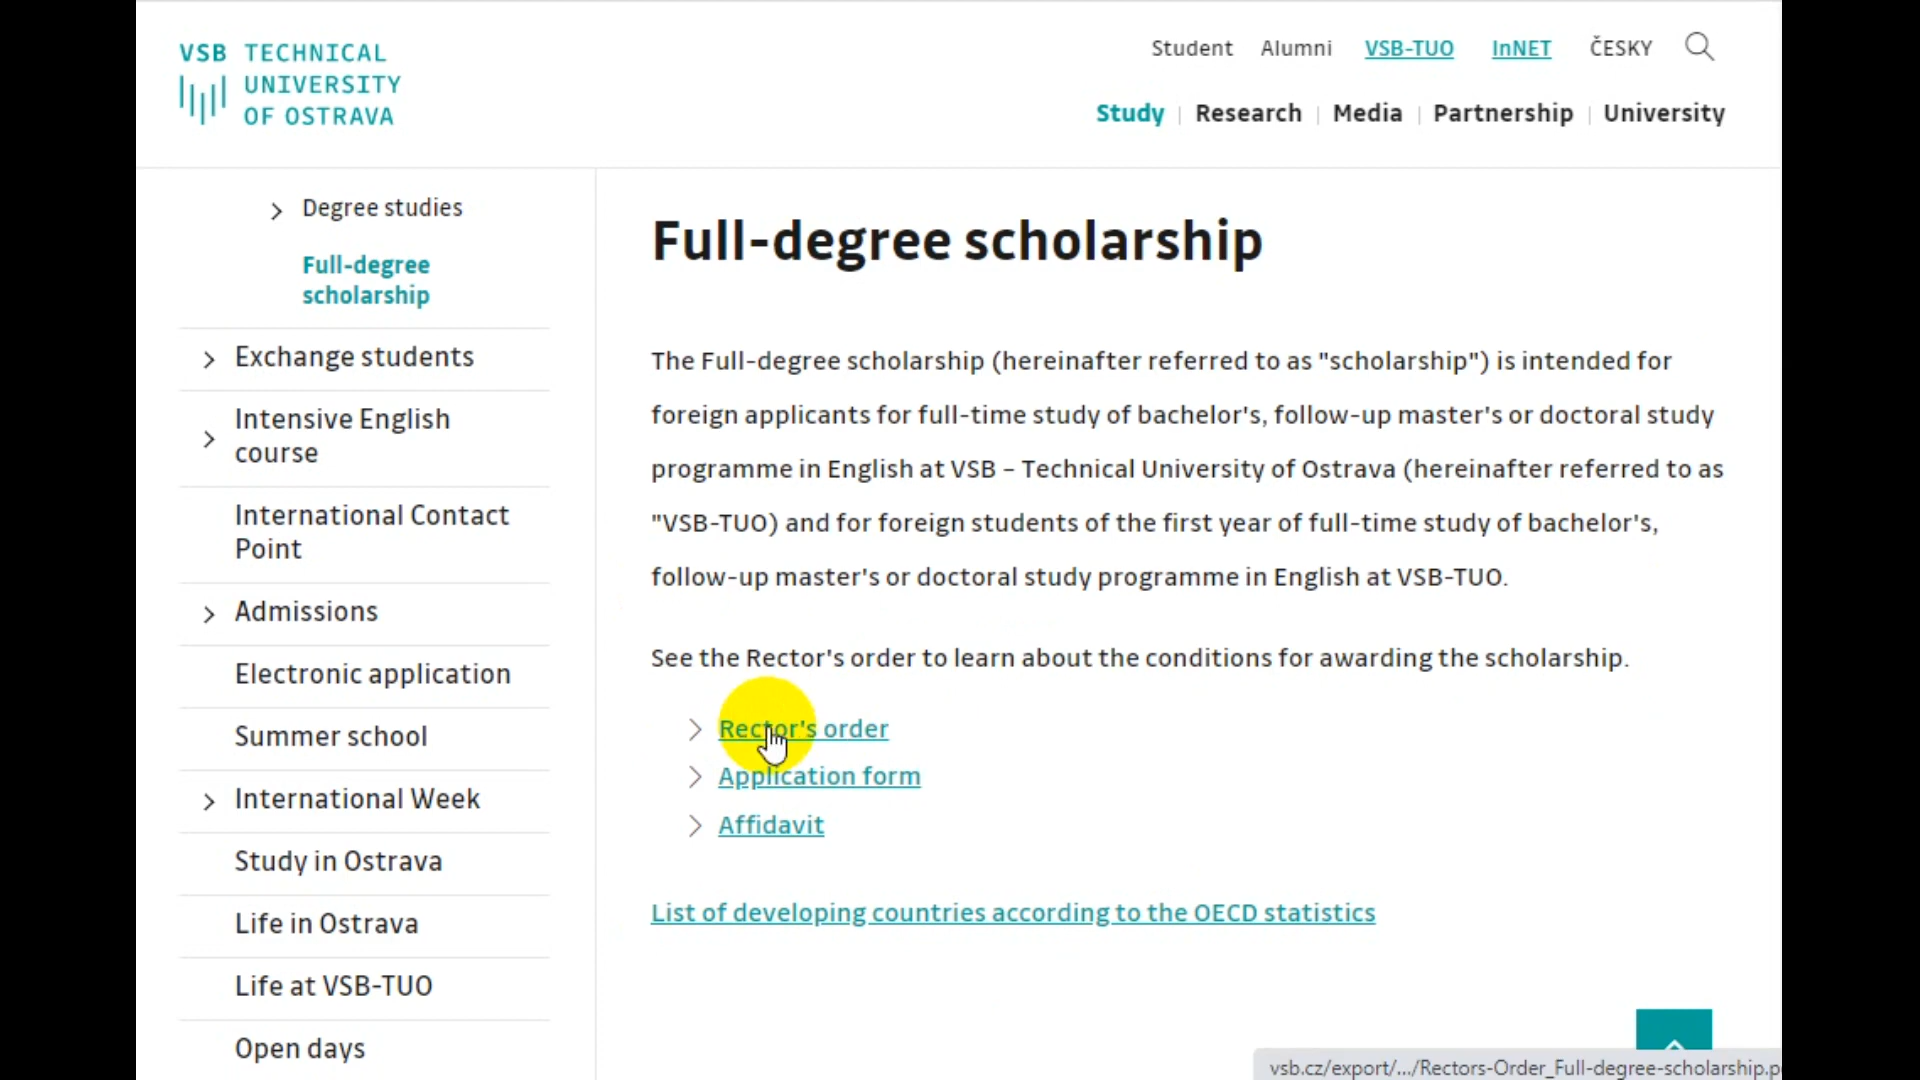 VSB TECHNICAL
UNIVERSITY
OF OSTRAVA
Student Alumni VSB-TUO InNET ČESKY
Study Research Media Partnership University
Degree studies
Full-degree
scholarship
Exchange students
Intensive English
course
International Contact
Point
Admissions
Electronic application
Summer school
International Week
Study in Ostrava
Life in Ostrava
Life at VSB-TUO
Open days
Full-degree scholarship
The Full-degree scholarship (hereinafter referred to as "scholarship") is intended for
foreign applicants for full-time study of bachelor's, follow-up master's or doctoral study
programme in English at VSB – Technical University of Ostrava (hereinafter referred to as
"VSB-TUO) and for foreign students of the first year of full-time study of bachelor's,
follow-up master's or doctoral study programme in English at VSB-TUO.
See the Rector's order to learn about the conditions for awarding the scholarship.
Rector's order
Application form
Affidavit
List of developing countries according to the OECD statistics
vsb.cz/export/.../Rectors-Order_Full-degree-scholarship.p